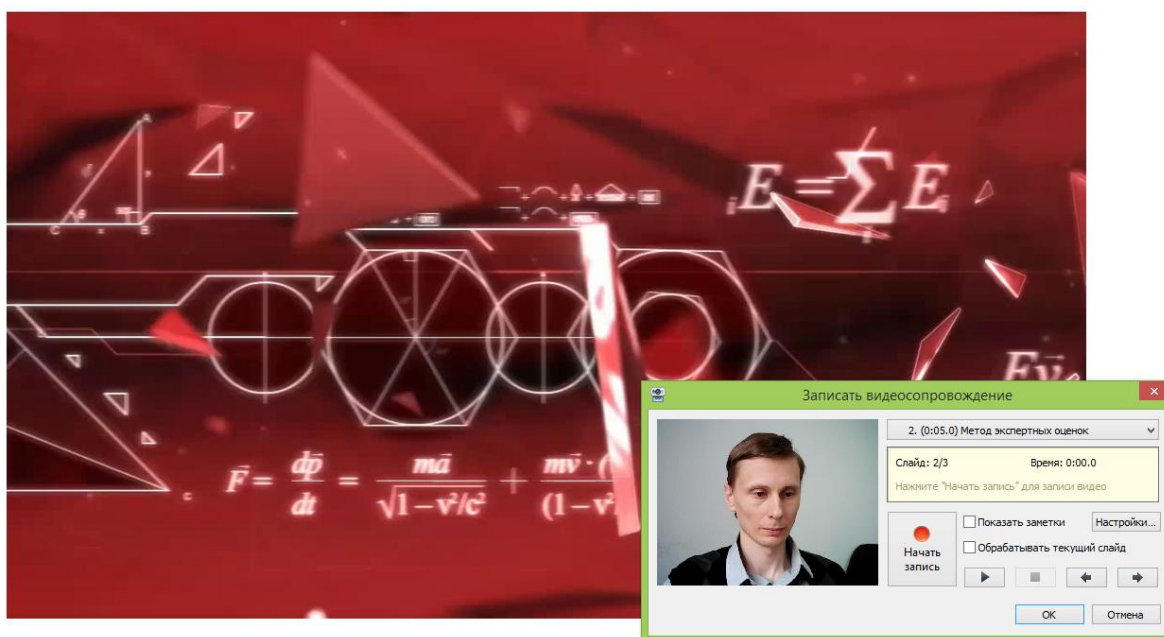 A
C
B
E = Σ E
i
F⃗ = dp⃗/dt = ma⃗/√1−v²/c² + mv⃗·(
(1−v²
Записать видеосопровождение
2. (0:05.0) Метод экспертных оценок
Слайд: 2/3 Время: 0:00.0
Нажмите "Начать запись" для записи видео
Начать запись
Показать заметки Настройки...
Обрабатывать текущий слайд
OK Отмена